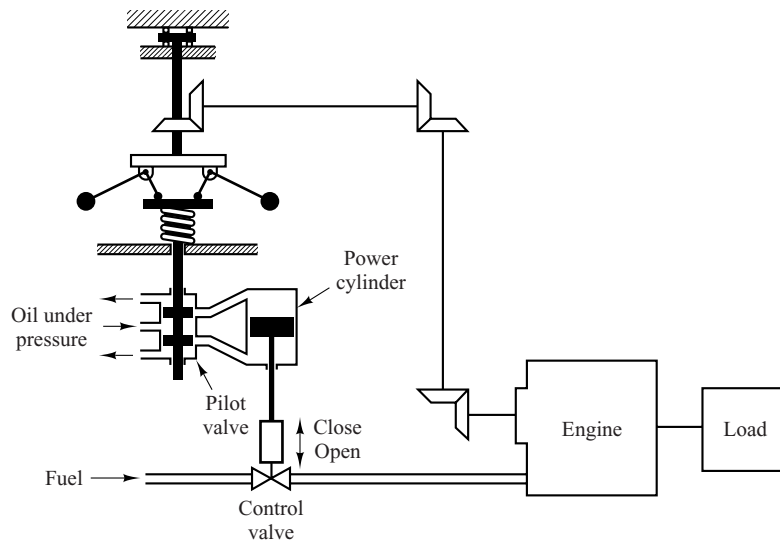 Power
cylinder
Oil under
pressure
Pilot
valve
Close
Open
Engine
Load
Fuel
Control
valve